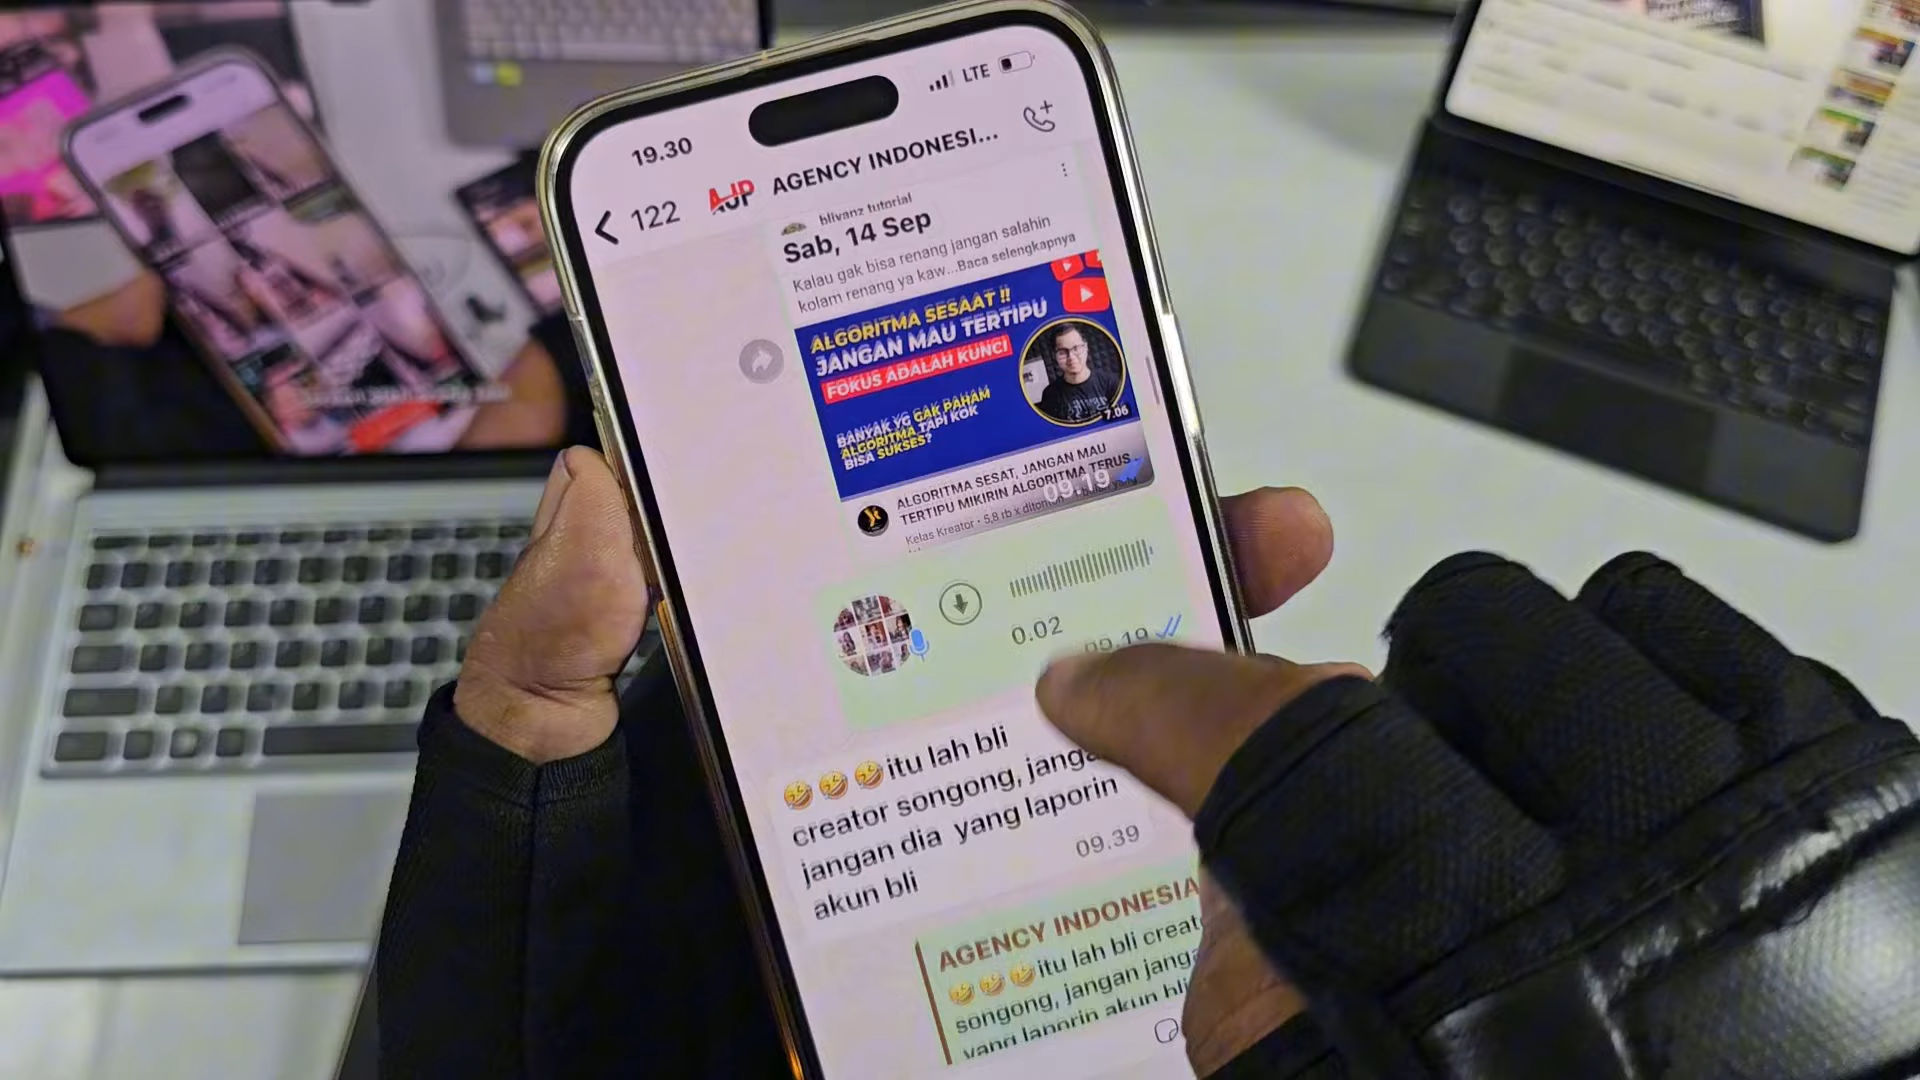 19.30
LTE
122
AJP
AGENCY INDONESI...
blivanz tutorial
Sab, 14 Sep
Kalau gak bisa renang jangan salahin
kolam renang ya kaw...Baca selengkapnya
ALGORITMA SESAAT !!
JANGAN MAU TERTIPU
FOKUS ADALAH KUNCI
BANYAK YG GAK PAHAM
ALGORITMA TAPI KOK
BISA SUKSES?
7.06
ALGORITMA SESAT, JANGAN MAU
TERTIPU MIKIRIN ALGORITMA TERUS..
Kelas Kreator • 5,8 rb x ditonton
09.19
0.02
09.19
🤣🤣🤣itu lah bli
creator songong, janga
jangan dia yang laporin
akun bli
09.39
AGENCY INDONESIA
🤣🤣🤣itu lah bli creat
songong, jangan janga
yang laporin akun bli